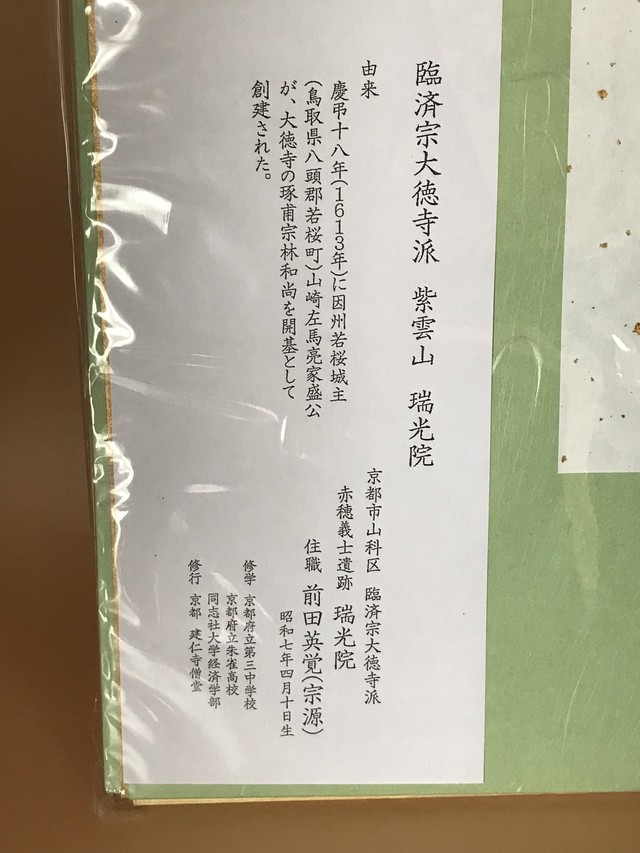 臨済宗大徳寺派　紫雲山　瑞光院
由来
慶弔十八年(1613年)に因州若桜城主
(鳥取県八頭郡若桜町)山崎左馬亮家盛公
が、大徳寺の琢甫宗林和尚を開基として
創建された。
京都市山科区　臨済宗大徳寺派
赤穂義士遺跡　瑞光院
住職　前田英覚(宗源)
昭和七年四月十日生
修学　京都府立第三中学校
京都府立朱雀高校
同志社大学経済学部
修行　京都　建仁寺僧堂